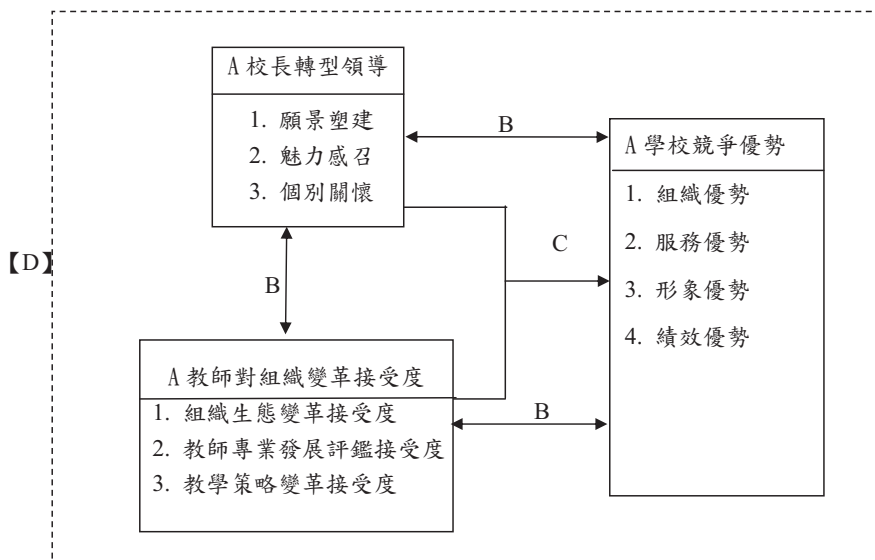 A 校長轉型領導
1. 願景塑建
2. 魅力感召
3. 個別關懷
B
A 學校競爭優勢
1. 組織優勢
2. 服務優勢
3. 形象優勢
4. 績效優勢
C
【D】
B
A 教師對組織變革接受度
1. 組織生態變革接受度
2. 教師專業發展評鑑接受度
3. 教學策略變革接受度
B